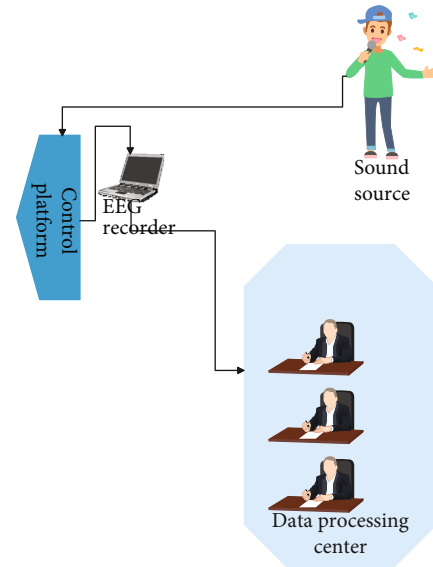 Sound
source
Control
platform
EEG
recorder
Data processing
center